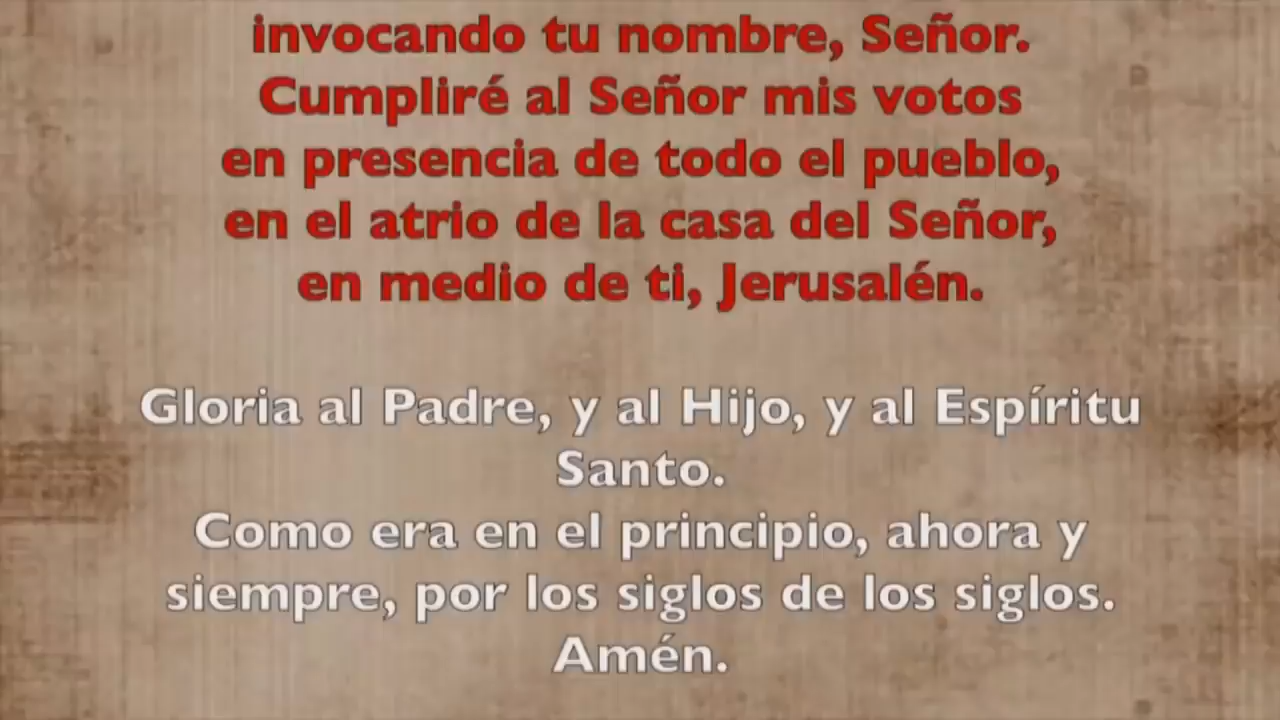 invocando tu nombre, Señor.
Cumpliré al Señor mis votos
en presencia de todo el pueblo,
en el atrio de la casa del Señor,
en medio de ti, Jerusalén.
Gloria al Padre, y al Hijo, y al Espíritu
Santo.
Como era en el principio, ahora y
siempre, por los siglos de los siglos.
Amén.